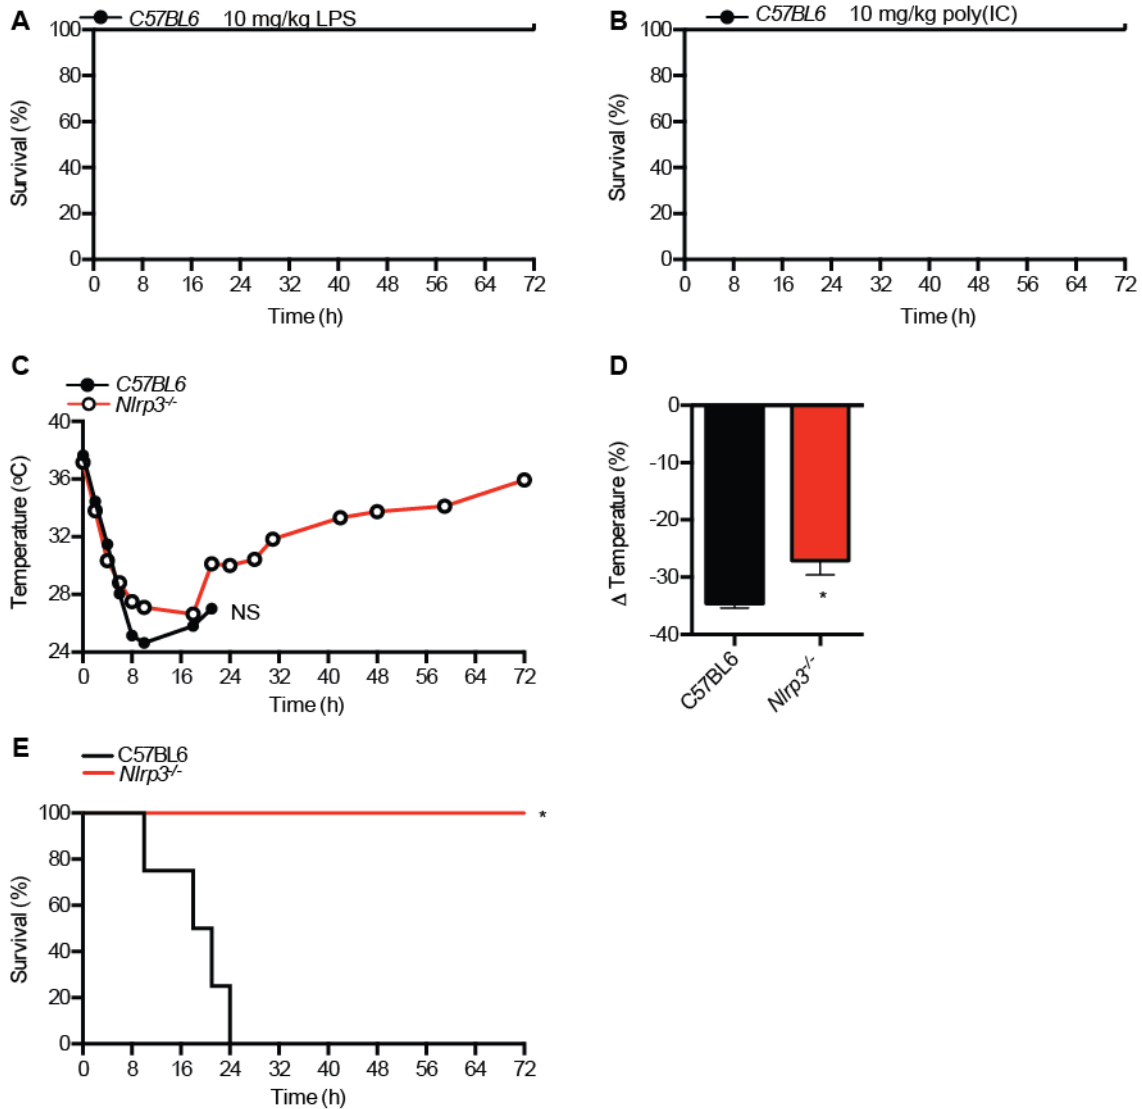 A
C57BL6 10 mg/kg LPS
100
80
60
40
20
0
Survival (%)
0 8 16 24 32 40 48 56 64 72
Time (h)
B
C57BL6 10 mg/kg poly(IC)
100
80
60
40
20
0
Survival (%)
0 8 16 24 32 40 48 56 64 72
Time (h)
C
C57BL6
Nlrp3-/-
40
36
32
28
24
Temperature (oC)
NS
0 8 16 24 32 40 48 56 64 72
Time (h)
D
0
-10
-20
-30
-40
Δ Temperature (%)
*
C57BL6
Nlrp3-/-
E
C57BL6
Nlrp3-/-
100
80
60
40
20
0
Survival (%)
*
0 8 16 24 32 40 48 56 64 72
Time (h)